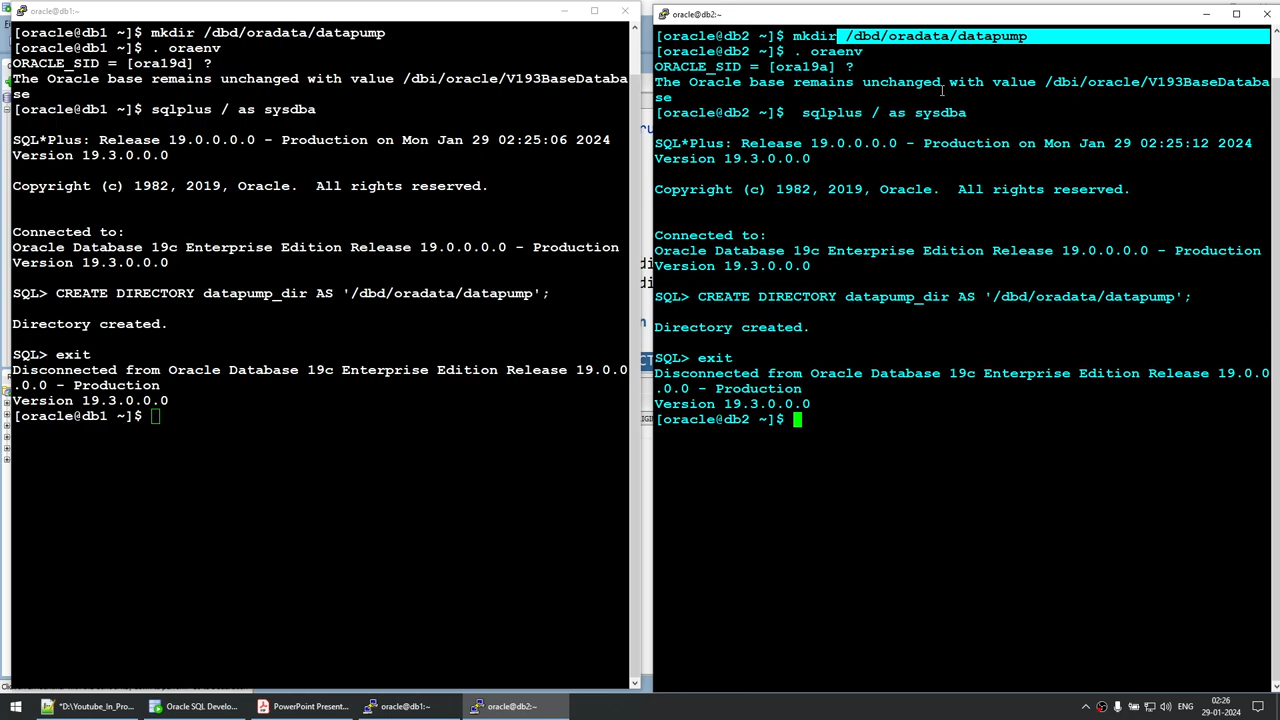 oracle@db1:~
[oracle@db1 ~]$ mkdir /dbd/oradata/datapump
[oracle@db1 ~]$ . oraenv
ORACLE_SID = [ora19d] ?
The Oracle base remains unchanged with value /dbi/oracle/V193BaseDataba
se
[oracle@db1 ~]$ sqlplus / as sysdba
SQL*Plus: Release 19.0.0.0.0 - Production on Mon Jan 29 02:25:06 2024
Version 19.3.0.0.0
Copyright (c) 1982, 2019, Oracle.  All rights reserved.
Connected to:
Oracle Database 19c Enterprise Edition Release 19.0.0.0.0 - Production
Version 19.3.0.0.0
SQL> CREATE DIRECTORY datapump_dir AS '/dbd/oradata/datapump';
Directory created.
SQL> exit
Disconnected from Oracle Database 19c Enterprise Edition Release 19.0.0
.0.0 - Production
Version 19.3.0.0.0
[oracle@db1 ~]$
oracle@db2:~
[oracle@db2 ~]$ mkdir /dbd/oradata/datapump
[oracle@db2 ~]$ . oraenv
ORACLE_SID = [ora19a] ?
The Oracle base remains unchanged with value /dbi/oracle/V193BaseDataba
se
[oracle@db2 ~]$  sqlplus / as sysdba
SQL*Plus: Release 19.0.0.0.0 - Production on Mon Jan 29 02:25:12 2024
Version 19.3.0.0.0
Copyright (c) 1982, 2019, Oracle.  All rights reserved.
Connected to:
Oracle Database 19c Enterprise Edition Release 19.0.0.0.0 - Production
Version 19.3.0.0.0
SQL> CREATE DIRECTORY datapump_dir AS '/dbd/oradata/datapump';
Directory created.
SQL> exit
Disconnected from Oracle Database 19c Enterprise Edition Release 19.0.0
.0.0 - Production
Version 19.3.0.0.0
[oracle@db2 ~]$
"D:\Youtube_In_Pro...
Oracle SQL Develo...
PowerPoint Present...
oracle@db1:~
oracle@db2:~
ENG
02:26
29-01-2024